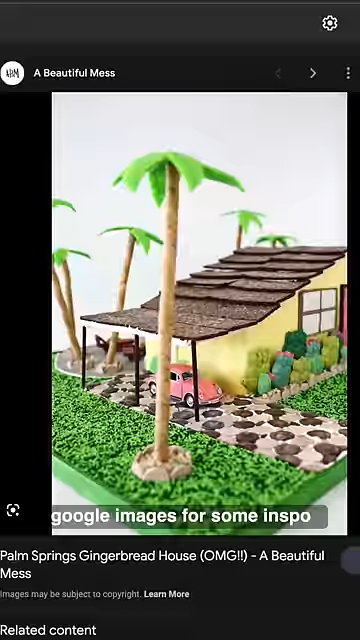 ABM
A Beautiful Mess
google images for some inspo
Palm Springs Gingerbread House (OMG!!) - A Beautiful
Mess
Images may be subject to copyright. Learn More
Related content